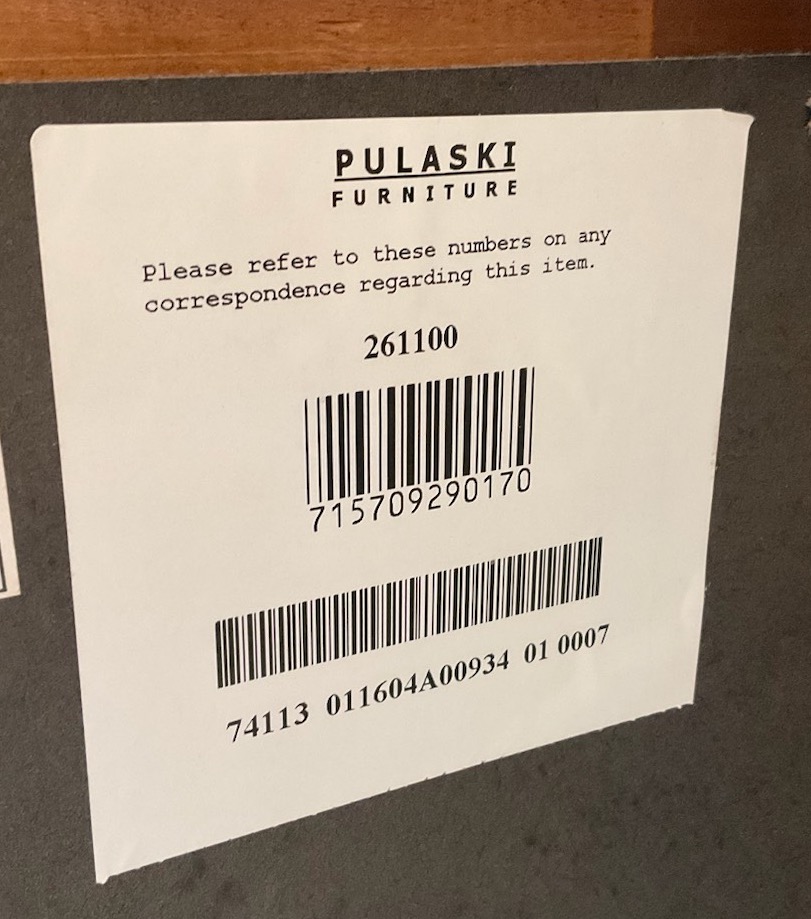 PULASKI
FURNITURE
Please refer to these numbers on any
correspondence regarding this item.
261100
715709290170
74113 011604A00934 01 0007